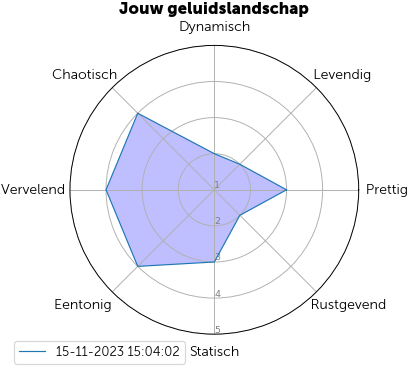 Jouw geluidslandschap
Dynamisch
Chaotisch
Levendig
Vervelend
1
Prettig
2
3
4
Eentonig
Rustgevend
5
15-11-2023 15:04:02
Statisch